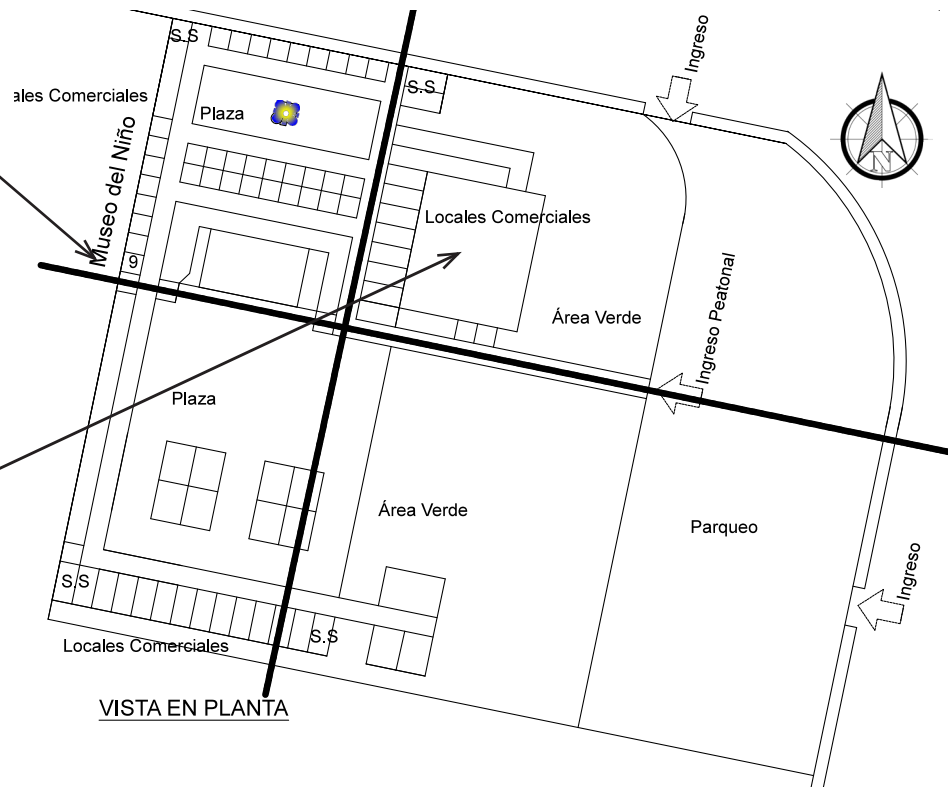 Ingreso
S.S
S.S
ales Comerciales
Plaza
Museo del Niño
N
Locales Comerciales
9
Área Verde
Ingreso Peatonal
Plaza
Área Verde
Parqueo
Ingreso
S.S
S.S
Locales Comerciales
VISTA EN PLANTA